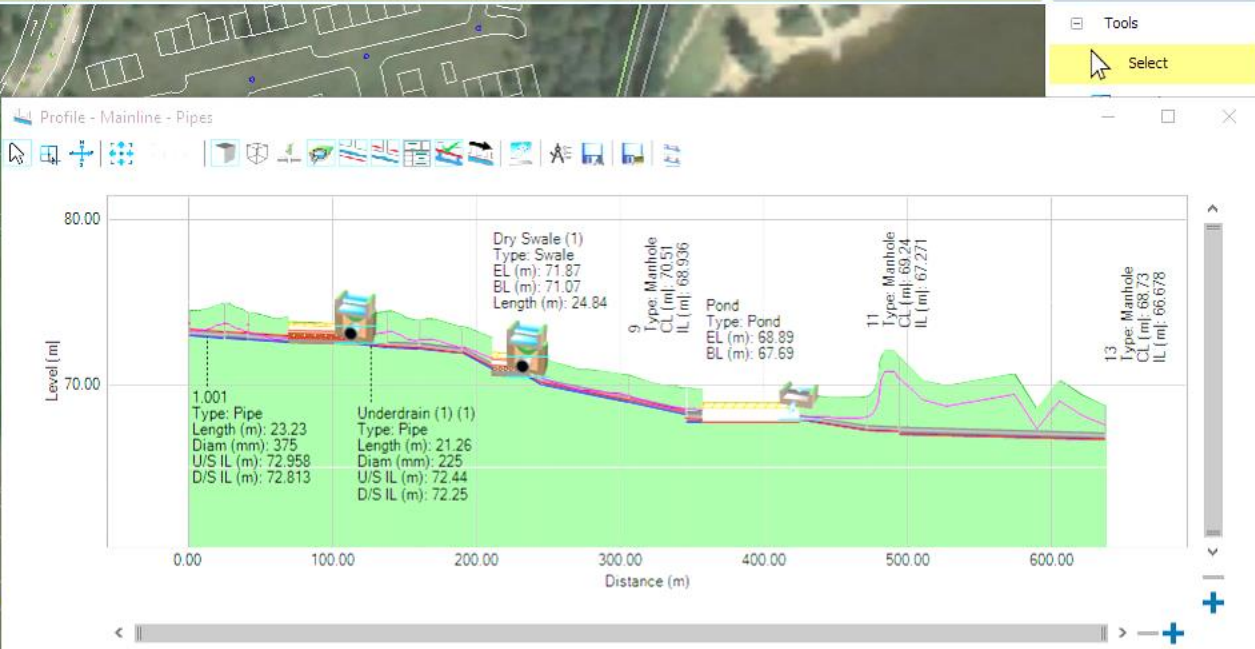 Tools
Select
Profile - Mainline - Pipes
80.00
70.00
Level (m)
Dry Swale (1)
Type: Swale
EL (m): 71.87
BL (m): 71.07
Length (m): 24.84
9
Type: Manhole
CL (m): 70.51
IL (m): 68.936
Pond
Type: Pond
EL (m): 68.89
BL (m): 67.69
11
Type: Manhole
CL (m): 69.24
IL (m): 67.271
13
Type: Manhole
CL (m): 68.73
IL (m): 66.678
1.001
Type: Pipe
Length (m): 23.23
Diam (mm): 375
U/S IL (m): 72.958
D/S IL (m): 72.813
Underdrain (1) (1)
Type: Pipe
Length (m): 21.26
Diam (mm): 225
U/S IL (m): 72.44
D/S IL (m): 72.25
0.00
100.00
200.00
300.00
400.00
500.00
600.00
Distance (m)